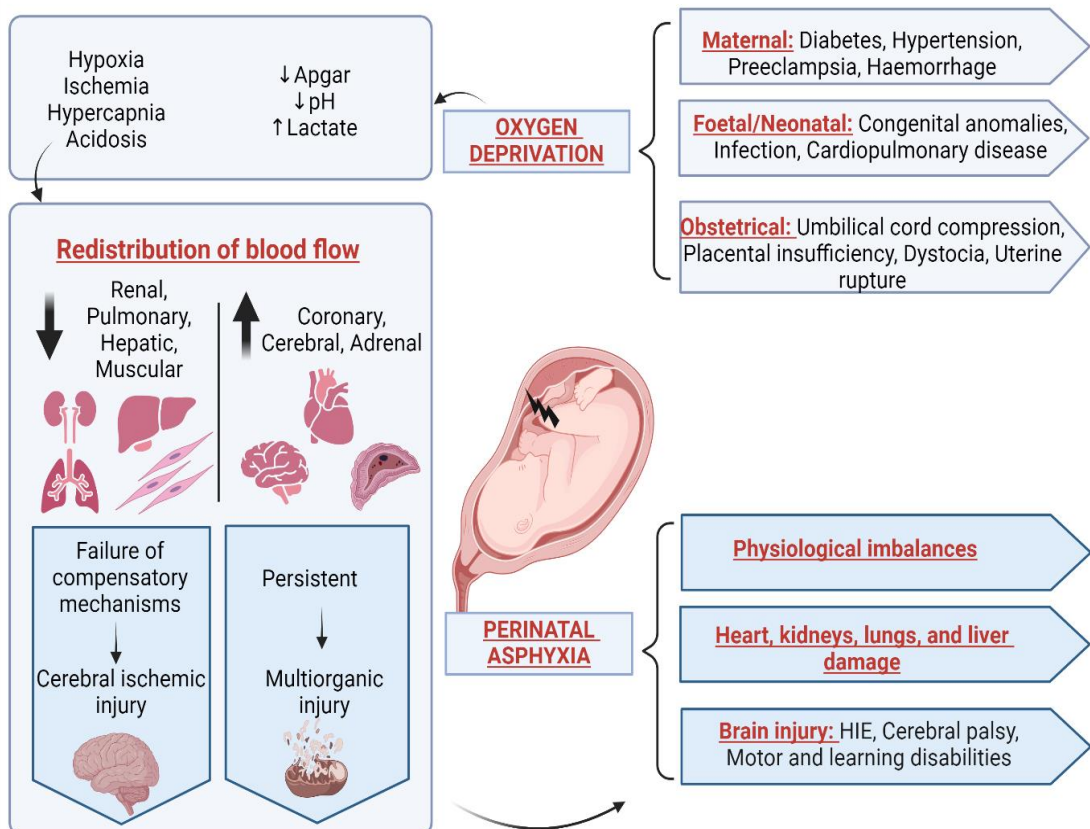 Hypoxia
Ischemia
Hypercapnia
Acidosis
↓Apgar
↓pH
↑Lactate
OXYGEN
DEPRIVATION
Maternal: Diabetes, Hypertension,
Preeclampsia, Haemorrhage
Foetal/Neonatal: Congenital anomalies,
Infection, Cardiopulmonary disease
Obstetrical: Umbilical cord compression,
Placental insufficiency, Dystocia, Uterine
rupture
Redistribution of blood flow
Renal,
Pulmonary,
Hepatic,
Muscular
Coronary,
Cerebral, Adrenal
Failure of
compensatory
mechanisms
Cerebral ischemic
injury
Persistent
Multiorganic
injury
PERINATAL
ASPHYXIA
Physiological imbalances
Heart, kidneys, lungs, and liver
damage
Brain injury: HIE, Cerebral palsy,
Motor and learning disabilities